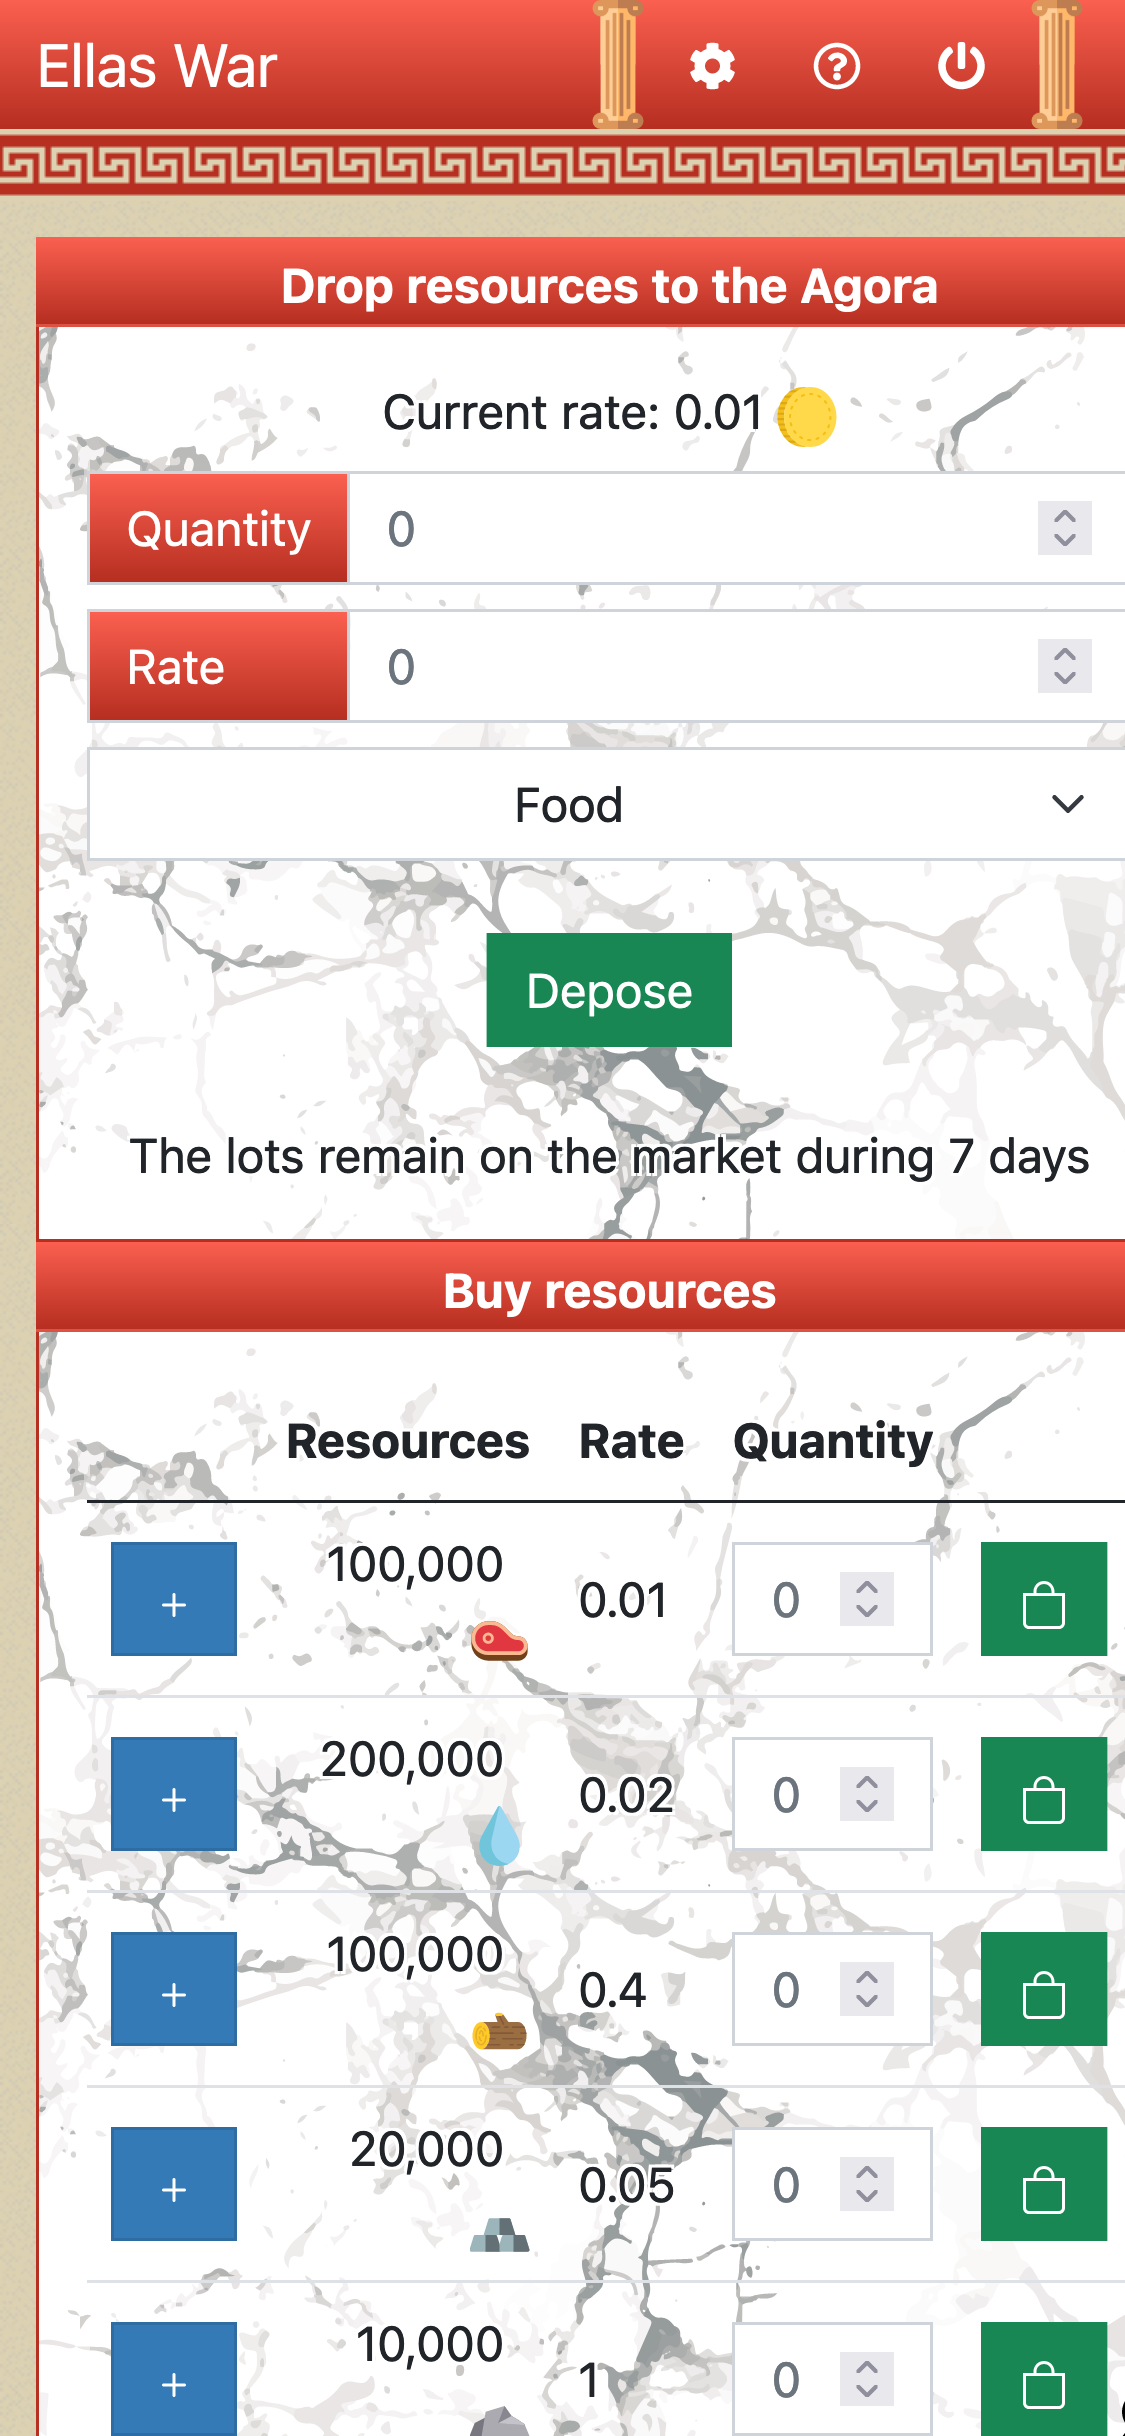 Ellas War
Drop resources to the Agora
Current rate: 0.01
Quantity 0
Rate 0
Food
Depose
The lots remain on the market during 7 days
Buy resources
Resources Rate Quantity
+ 100,000 0.01 0
+ 200,000 0.02 0
+ 100,000 0.4 0
+ 20,000 0.05 0
+ 10,000 1 0